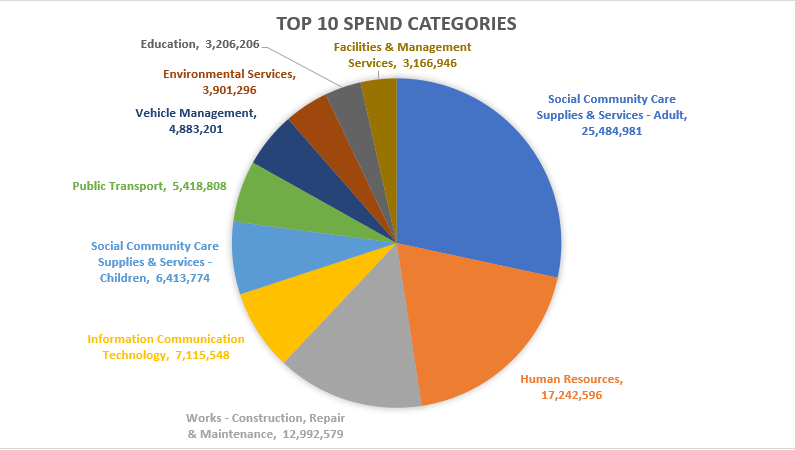 TOP 10 SPEND CATEGORIES
Education, 3,206,206
Facilities & Management
Services, 3,166,946
Environmental Services,
3,901,296
Social Community Care
Supplies & Services - Adult,
25,484,981
Vehicle Management,
4,883,201
Public Transport, 5,418,808
Social Community Care
Supplies & Services -
Children, 6,413,774
Information Communication
Technology, 7,115,548
Human Resources,
17,242,596
Works - Construction, Repair
& Maintenance, 12,992,579